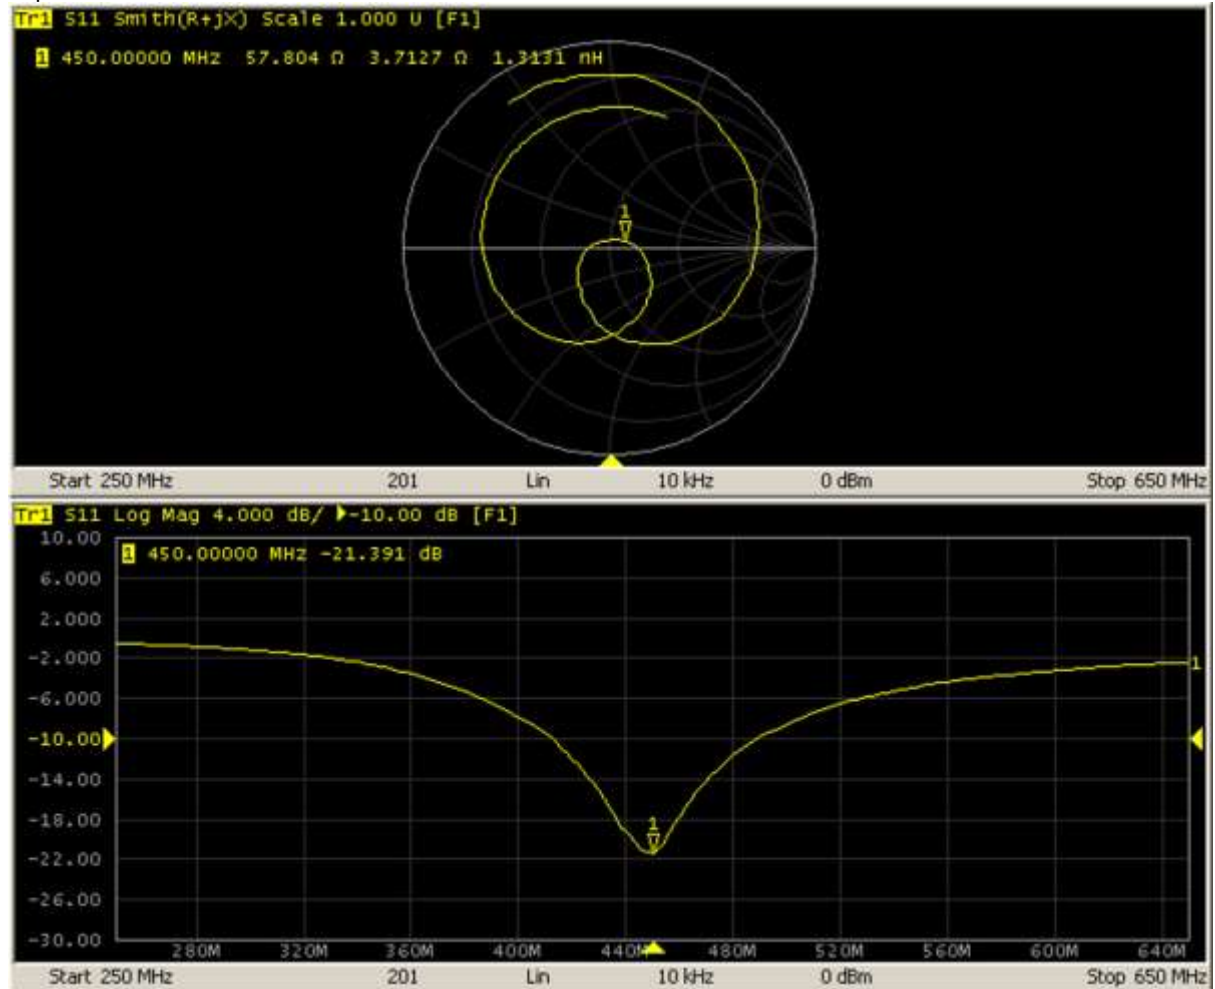 Tr1 S11 Smith(R+jX) Scale 1.000 U [F1]
1 450.00000 MHz 57.804 Ω 3.7127 Ω 1.3131 nH
1
Start 250 MHz 201 Lin 10 kHz 0 dBm Stop 650 MHz
Tr1 S11 Log Mag 4.000 dB/ -10.00 dB [F1]
10.00
1 450.00000 MHz -21.391 dB
6.000
2.000
-2.000
1
-6.000
-10.00
-14.00
-18.00
1
-22.00
-26.00
-30.00
280M 320M 360M 400M 440M 480M 520M 560M 600M 640M
Start 250 MHz 201 Lin 10 kHz 0 dBm Stop 650 MHz